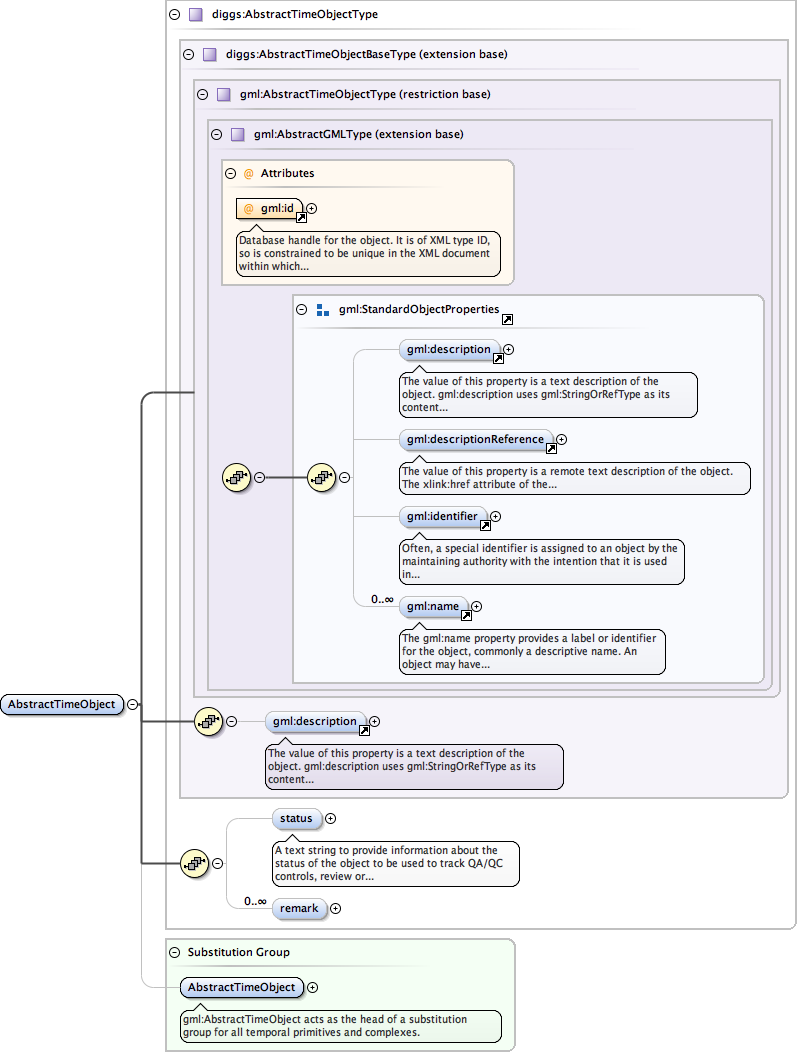 diggs:AbstractTimeObjectType
diggs:AbstractTimeObjectBaseType (extension base)
gml:AbstractTimeObjectType (restriction base)
gml:AbstractGMLType (extension base)
@ Attributes
@ gml:id
Database handle for the object. It is of XML type ID,
so is constrained to be unique in the XML document
within which...
gml:StandardObjectProperties
gml:description
The value of this property is a text description of the
object. gml:description uses gml:StringOrRefType as its
content...
gml:descriptionReference
The value of this property is a remote text description of the object.
The xlink:href attribute of the...
gml:identifier
Often, a special identifier is assigned to an object by the
maintaining authority with the intention that it is used
in...
0..∞
gml:name
The gml:name property provides a label or identifier
for the object, commonly a descriptive name. An
object may have...
AbstractTimeObject
gml:description
The value of this property is a text description of the
object. gml:description uses gml:StringOrRefType as its
content...
status
A text string to provide information about the
status of the object to be used to track QA/QC
controls, review or...
0..∞
remark
Substitution Group
AbstractTimeObject
gml:AbstractTimeObject acts as the head of a substitution
group for all temporal primitives and complexes.